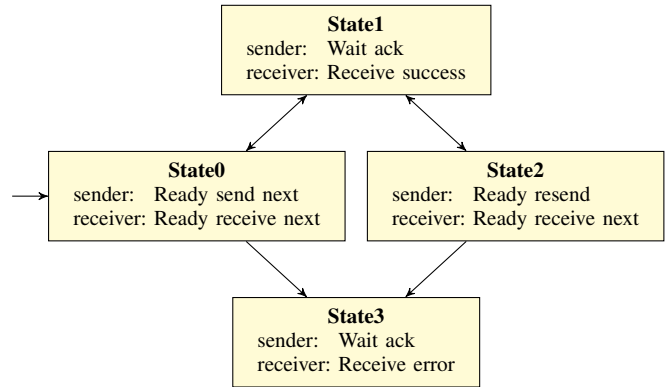 State1
sender: Wait ack
receiver: Receive success
State0
sender: Ready send next
receiver: Ready receive next
State2
sender: Ready resend
receiver: Ready receive next
State3
sender: Wait ack
receiver: Receive error